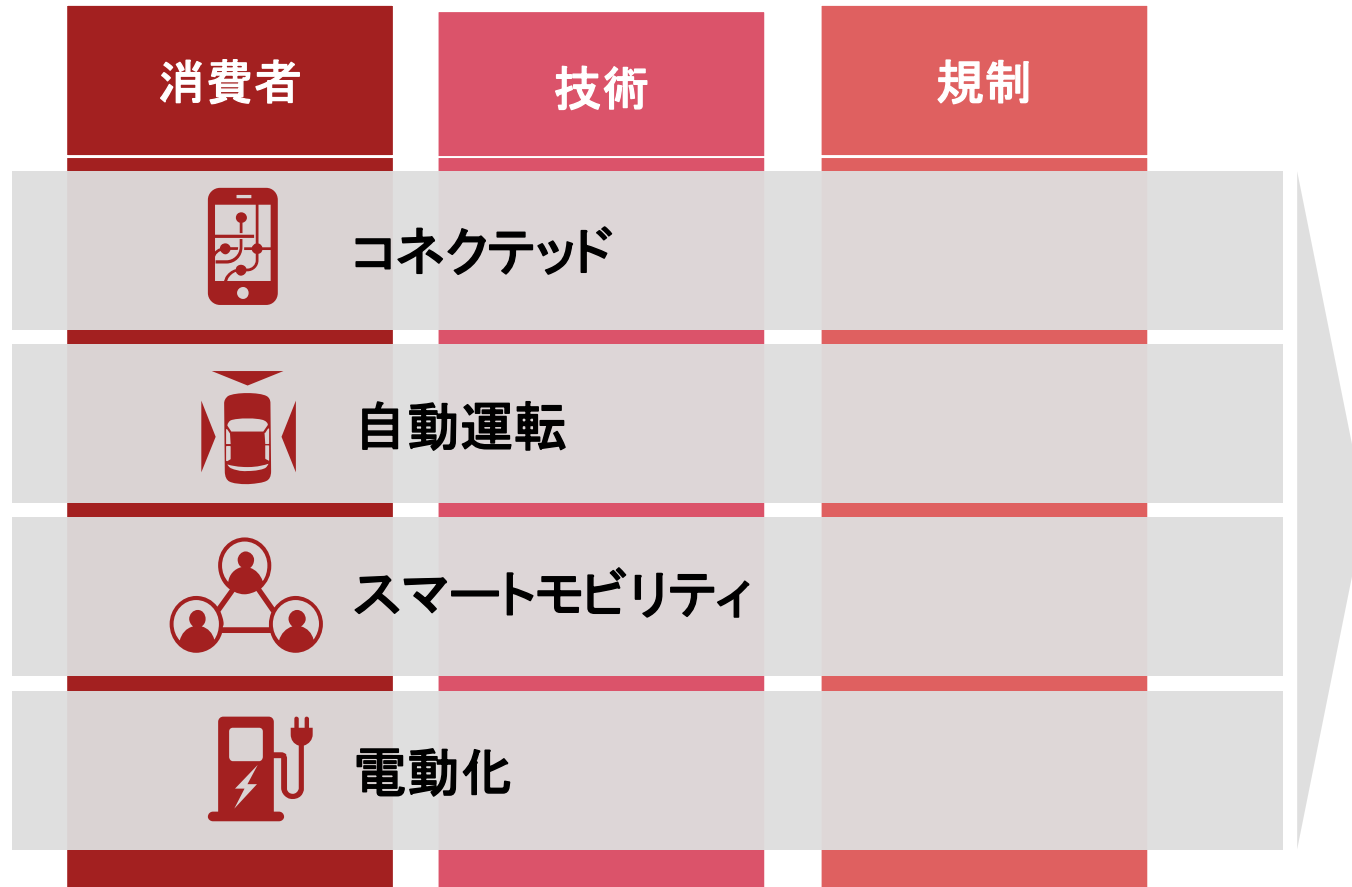 消費者
技術
規制
コネクテッド
自動運転
スマートモビリティ
電動化